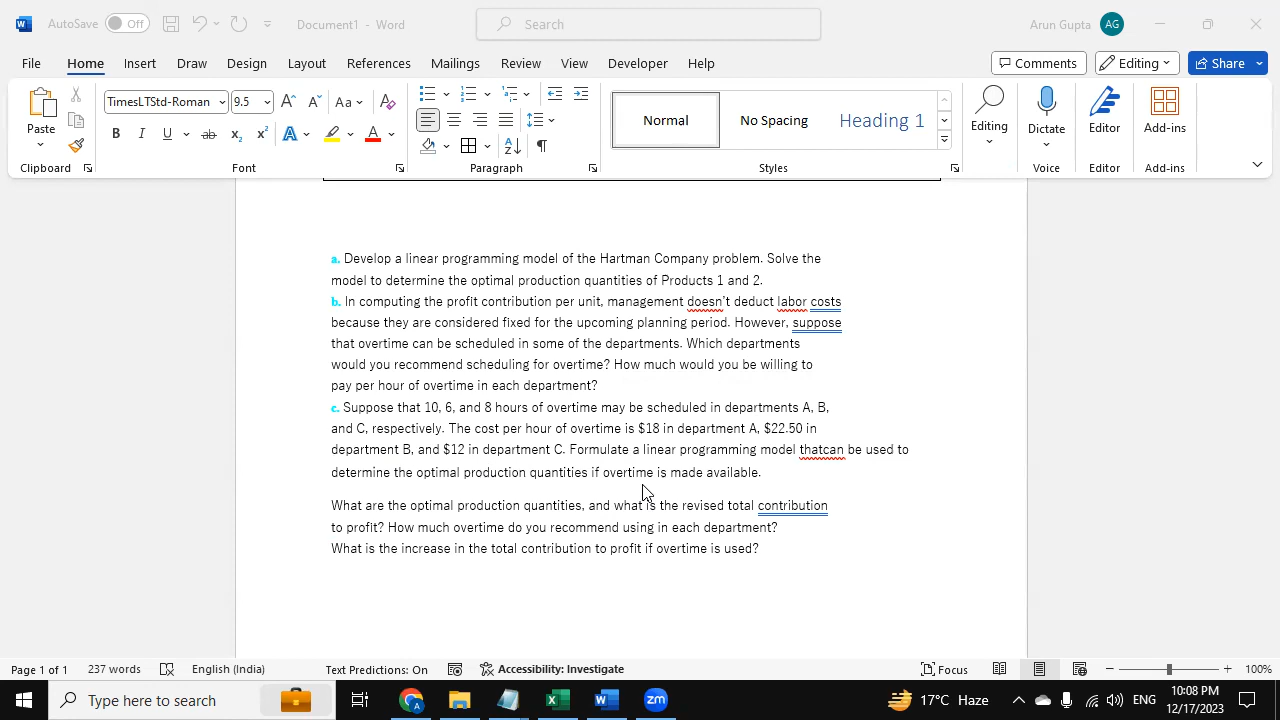 AutoSave Off Document1 - Word Search Arun Gupta AG
File Home Insert Draw Design Layout References Mailings Review View Developer Help Comments Editing Share
Paste TimesLTStd-Roman 9.5 Aa Normal No Spacing Heading 1 Editing Dictate Editor Add-ins
Clipboard Font Paragraph Styles Voice Editor Add-ins
a. Develop a linear programming model of the Hartman Company problem. Solve the
model to determine the optimal production quantities of Products 1 and 2.
b. In computing the profit contribution per unit, management doesn't deduct labor costs
because they are considered fixed for the upcoming planning period. However, suppose
that overtime can be scheduled in some of the departments. Which departments
would you recommend scheduling for overtime? How much would you be willing to
pay per hour of overtime in each department?
c. Suppose that 10, 6, and 8 hours of overtime may be scheduled in departments A, B,
and C, respectively. The cost per hour of overtime is $18 in department A, $22.50 in
department B, and $12 in department C. Formulate a linear programming model thatcan be used to
determine the optimal production quantities if overtime is made available.
What are the optimal production quantities, and what is the revised total contribution
to profit? How much overtime do you recommend using in each department?
What is the increase in the total contribution to profit if overtime is used?
Page 1 of 1 237 words English (India) Text Predictions: On Accessibility: Investigate Focus 100%
Type here to search 17°C Haze ENG 10:08 PM
12/17/2023